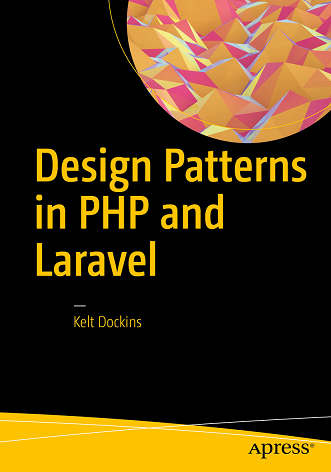 Design Patterns
in PHP and
Laravel
Kelt Dockins
Apress®